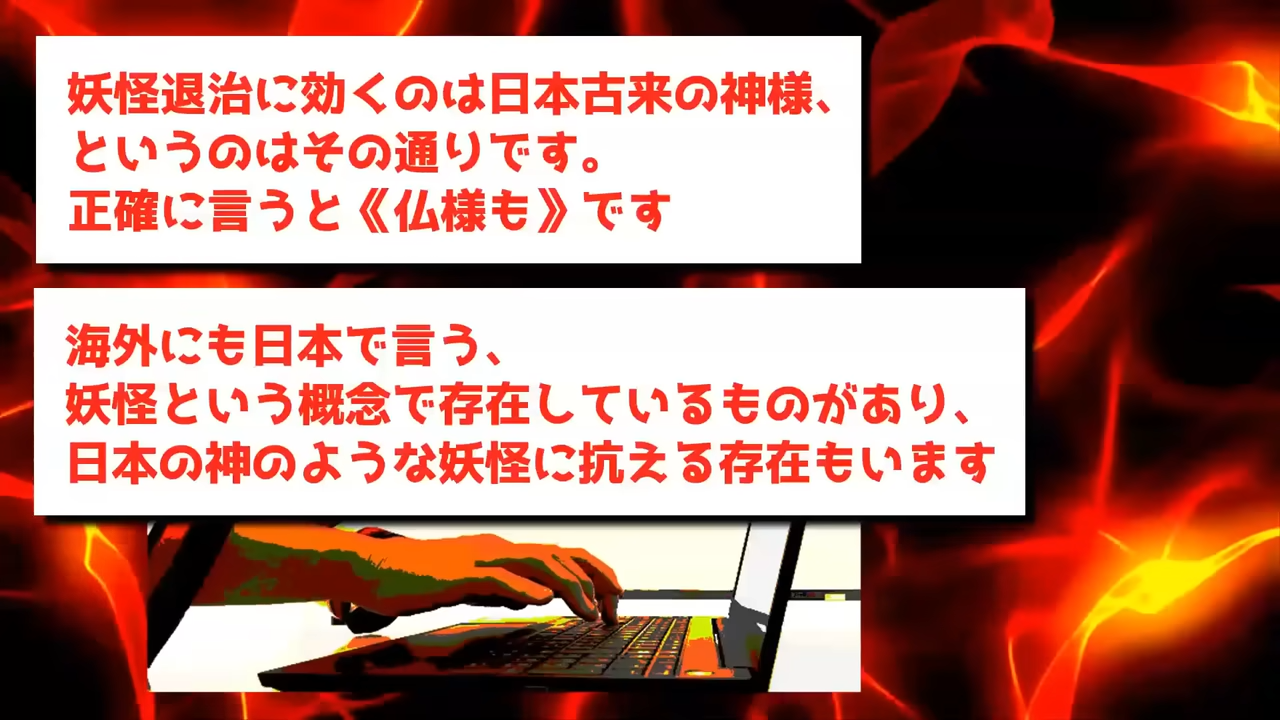 妖怪退治に効くのは日本古来の神様、
というのはその通りです。
正確に言うと《仏様も》です
海外にも日本で言う、
妖怪という概念で存在しているものがあり、
日本の神のような妖怪に抗える存在もいます